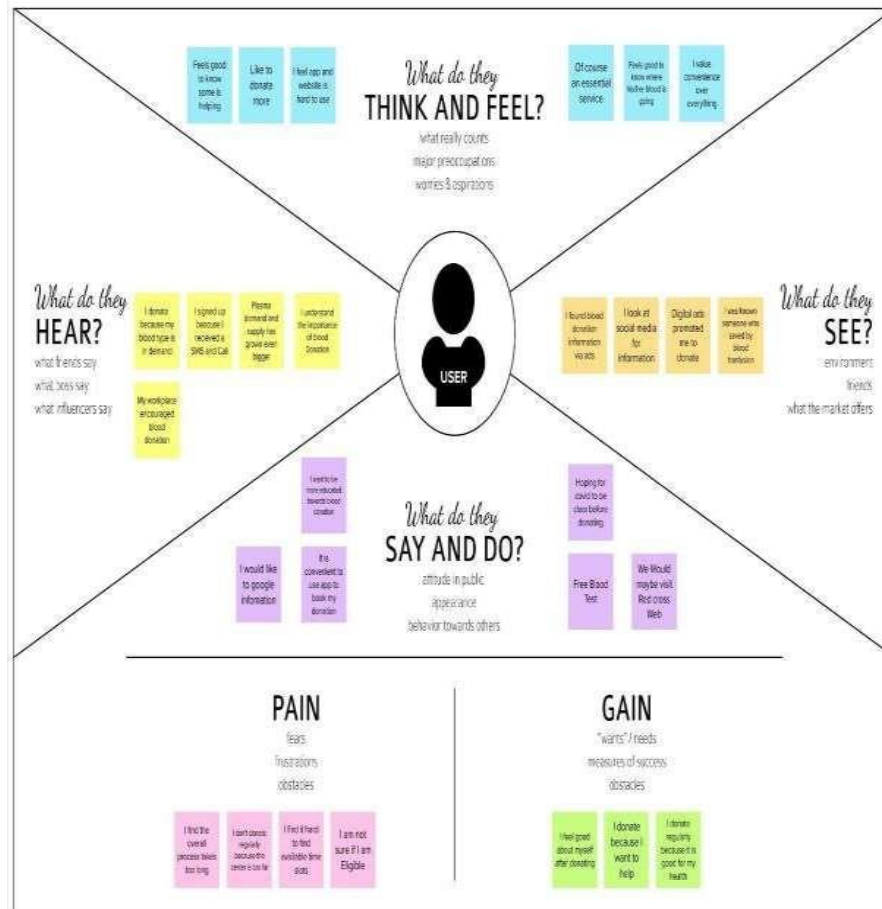 Feels good
to know
some is
helping
Like to
donate
more
I feel app and
website is
hard to use
What do they
THINK AND FEEL?
what really counts
major preoccupations
worries & aspirations
Of course
an essential
service
Feels good to
know where
blood is
going
I value
convenience
over
everything
What do they
HEAR?
what friends say
what boss say
what influencers say
I donate
because my
blood type is
in demand
I signed up
because I
recieved a
SMS and Call
Plasma
demand and
supply has
grown even
bigger
I understand
the importance
of blood
Donation
My workplace
encouraged
blood
donation
USER
I found blood
donation
information
via ads
I look at
social media
for
information
Digital ads
promoted
me to
donate
I was known
someone who
saved by
blood
What do they
SEE?
environment
friends
what the market offers
I want to be
more educated
towards blood
donation
I would like
to google
infomation
It is
convenient to
use app to
book my
donation
What do they
SAY AND DO?
attitude in public
appearance
behavior towards others
Hoping for
covid to be
before
donating
Free Blood
Test
We Would
maybe visit
Red cross
Web
PAIN
fears
frustrations
obstacles
I find the
overall
process takes
too long
I don't donate
regularly
because the
center is too far
I find it hard
to find
available time
slots
I am not
sure if I am
Eligible
GAIN
"wants" / needs
measures of success
obstacles
I feel good
about myself
after donating
I donate
because I
want to
help
I donate
regularly
because it is
good for my
health